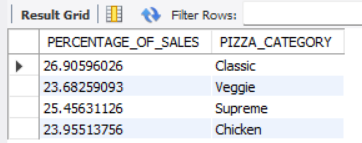 Result Grid Filter Rows:
PERCENTAGE_OF_SALES PIZZA_CATEGORY
26.90596026 Classic
23.68259093 Veggie
25.45631126 Supreme
23.95513756 Chicken